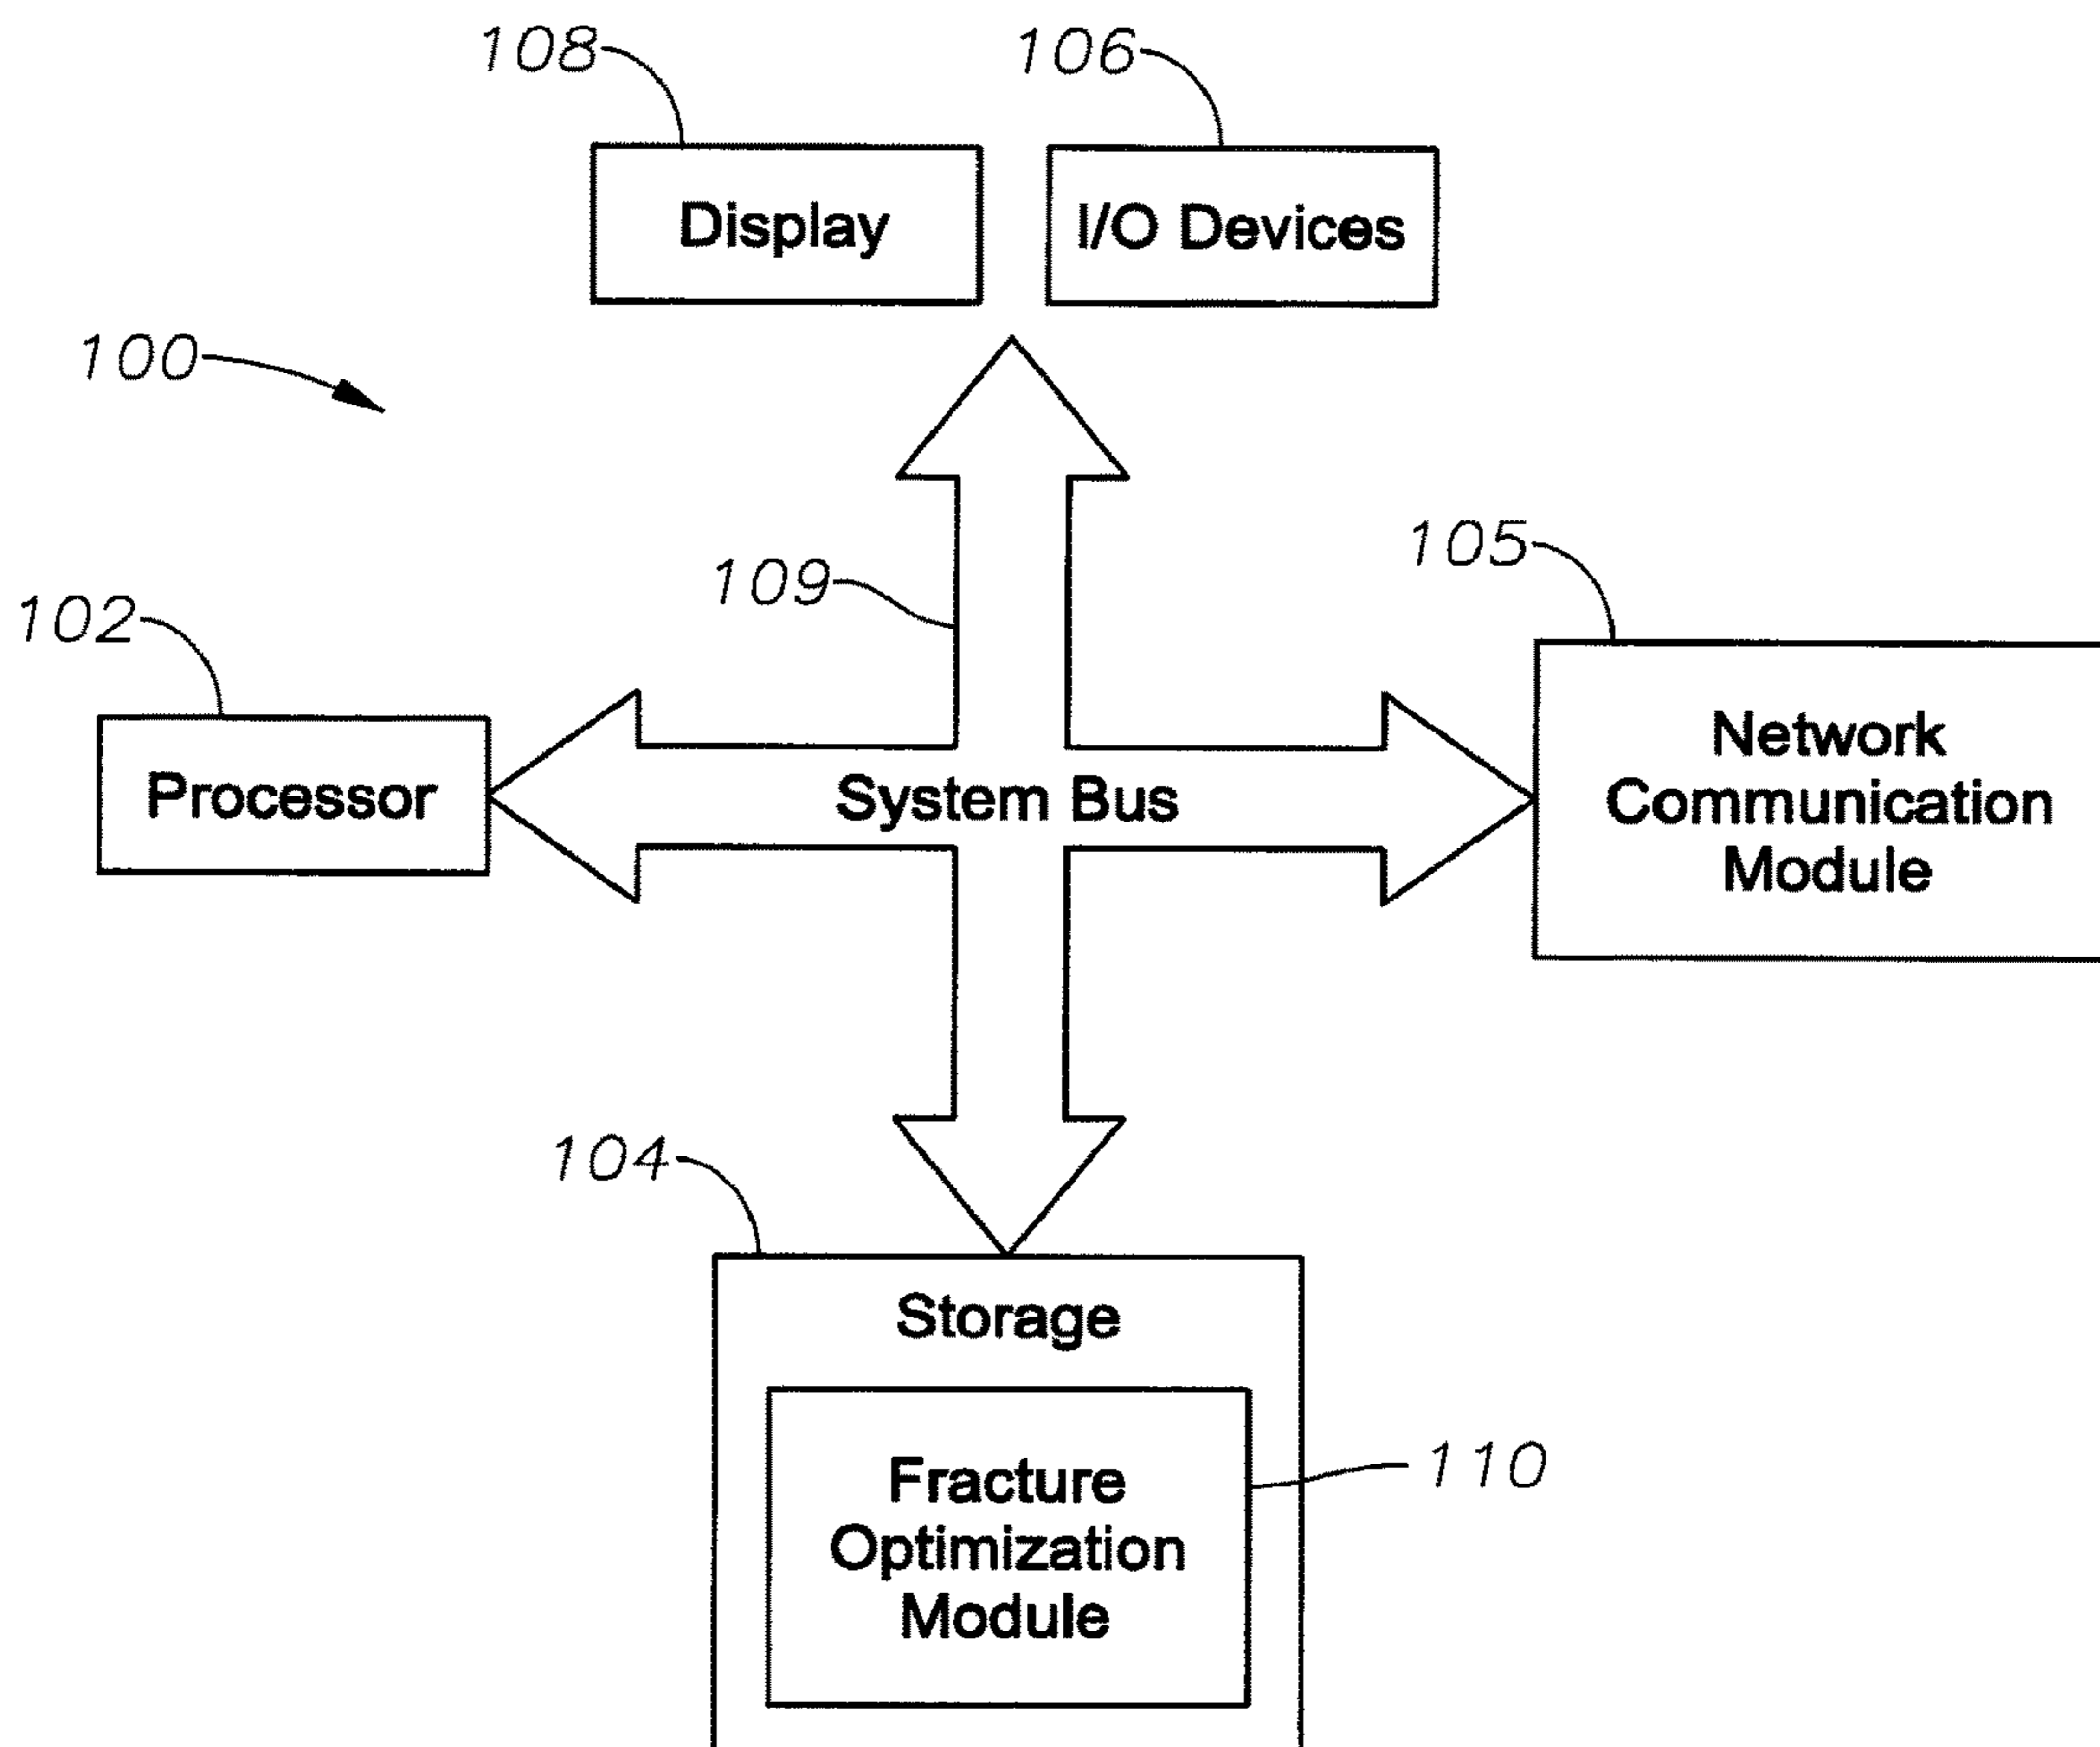 108
106
Display
I/O Devices
100
109
105
102
Network
Communication
Module
Processor
System Bus
104
Storage
Fracture
Optimization
Module
110